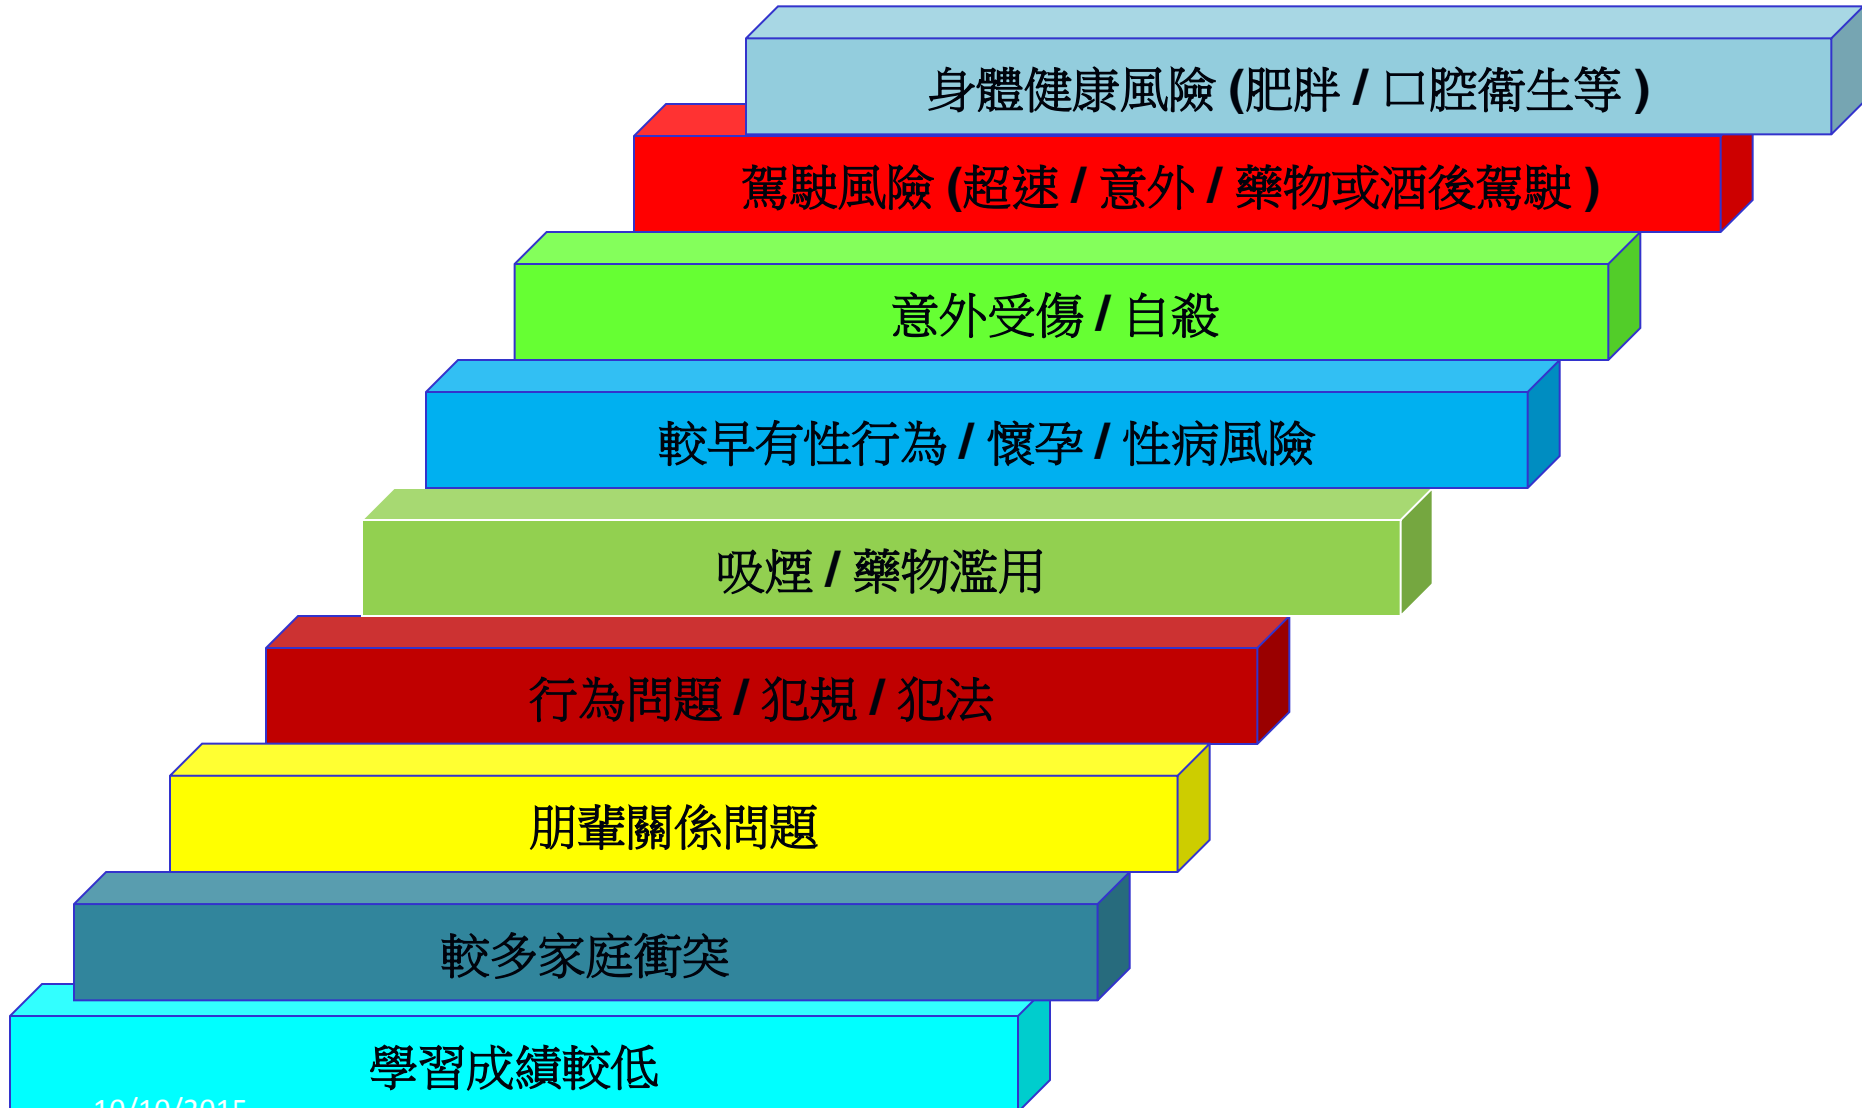 身體健康風險 (肥胖 / 口腔衛生等 )
駕駛風險 (超速 / 意外 / 藥物或酒後駕駛 )
意外受傷 / 自殺
較早有性行為 / 懷孕 / 性病風險
吸煙 / 藥物濫用
行為問題 / 犯規 / 犯法
朋輩關係問題
較多家庭衝突
學習成績較低
10/10/2015